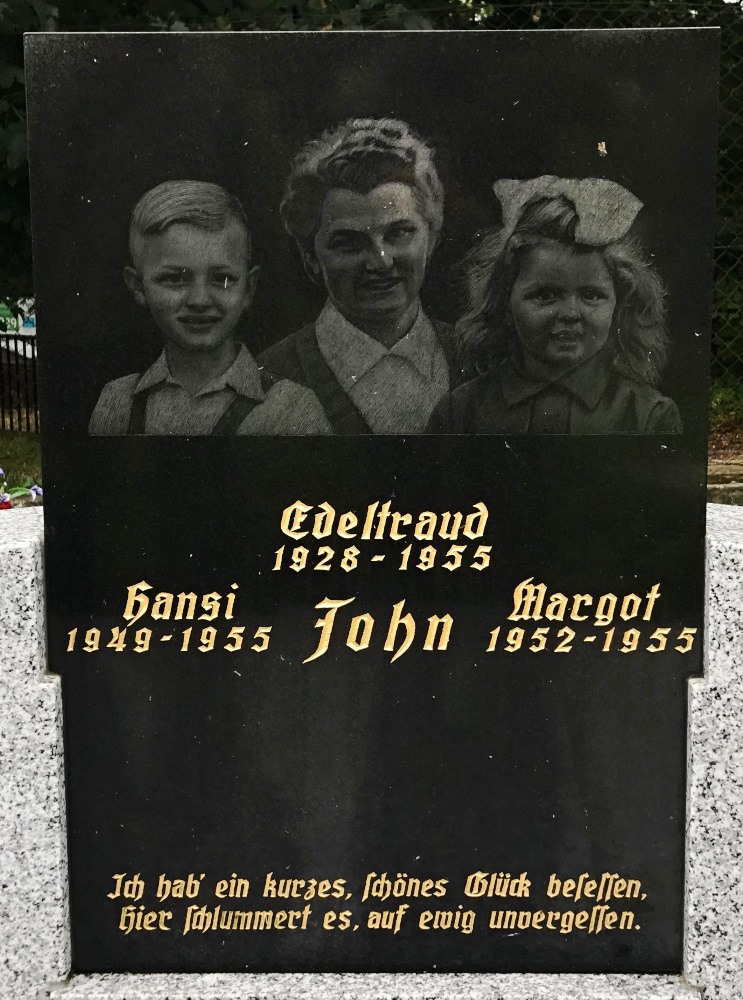 Edeltraud
1928-1955
Hansi
1949-1955
John
Margot
1952-1955
Ich hab' ein kurzes, schönes Glück besessen,
Hier schlummert es, auf ewig unvergessen.